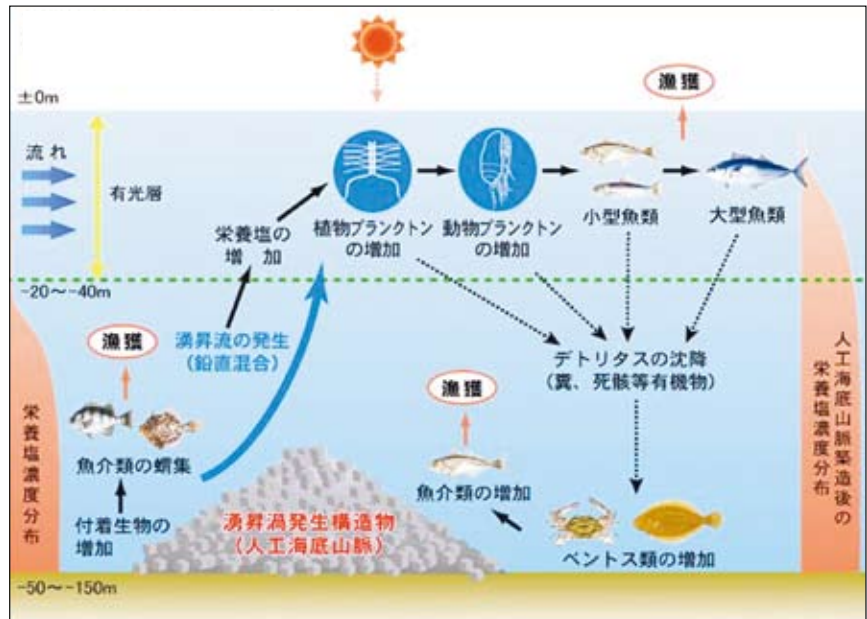 ±0m
漁獲
流れ
有光層
栄養塩の
増 加
植物プランクトン
の増加
動物プランクトン
の増加
小型魚類
大型魚類
-20～-40m
漁獲
湧昇流の発生
(鉛直混合)
デトリタスの沈降
(糞、死骸等有機物)
漁獲
栄養塩濃度分布
魚介類の蝟集
付着生物の
増加
湧昇渦発生構造物
(人工海底山脈)
魚介類の増加
ベントス類の増加
人工海底山脈築造後の
栄養塩濃度分布
-50～-150m